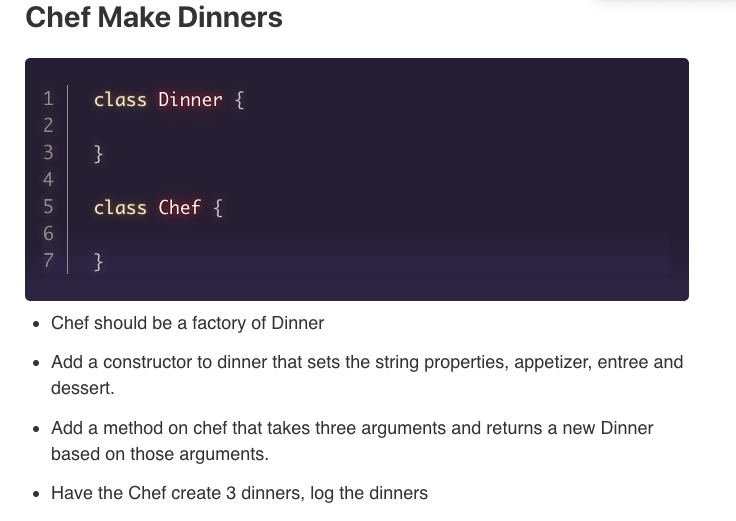 Chef Make Dinners
1 class Dinner {
2
3 }
4
5 class Chef {
6
7 }
• Chef should be a factory of Dinner
• Add a constructor to dinner that sets the string properties, appetizer, entree and
dessert.
• Add a method on chef that takes three arguments and returns a new Dinner
based on those arguments.
• Have the Chef create 3 dinners, log the dinners